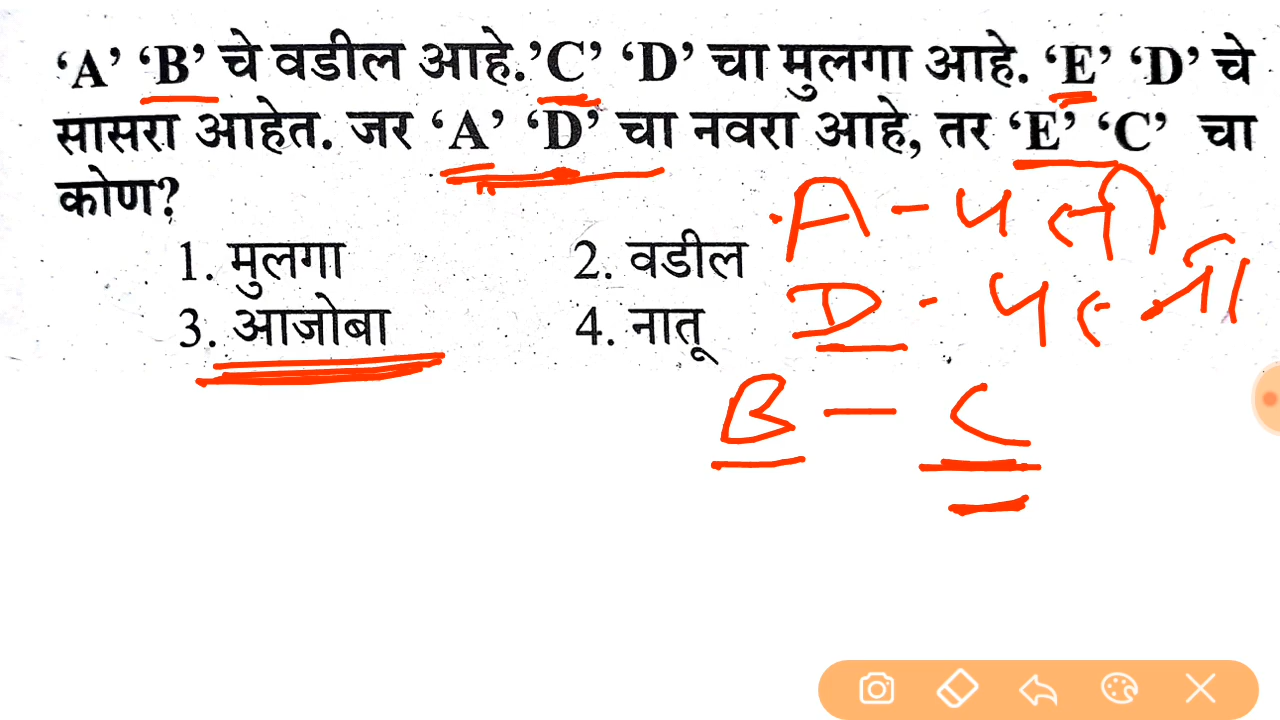 ‘A’ ‘B’ चे वडील आहे.’C’ ‘D’ चा मुलगा आहे. ‘E’ ‘D’ चे
सासरा आहेत. जर ‘A’ ‘D’ चा नवरा आहे, तर ‘E’ ‘C’ चा
कोण?
1. मुलगा 2. वडील
3. आजोबा 4. नातू
A - पती
D - पत्नी
B - C